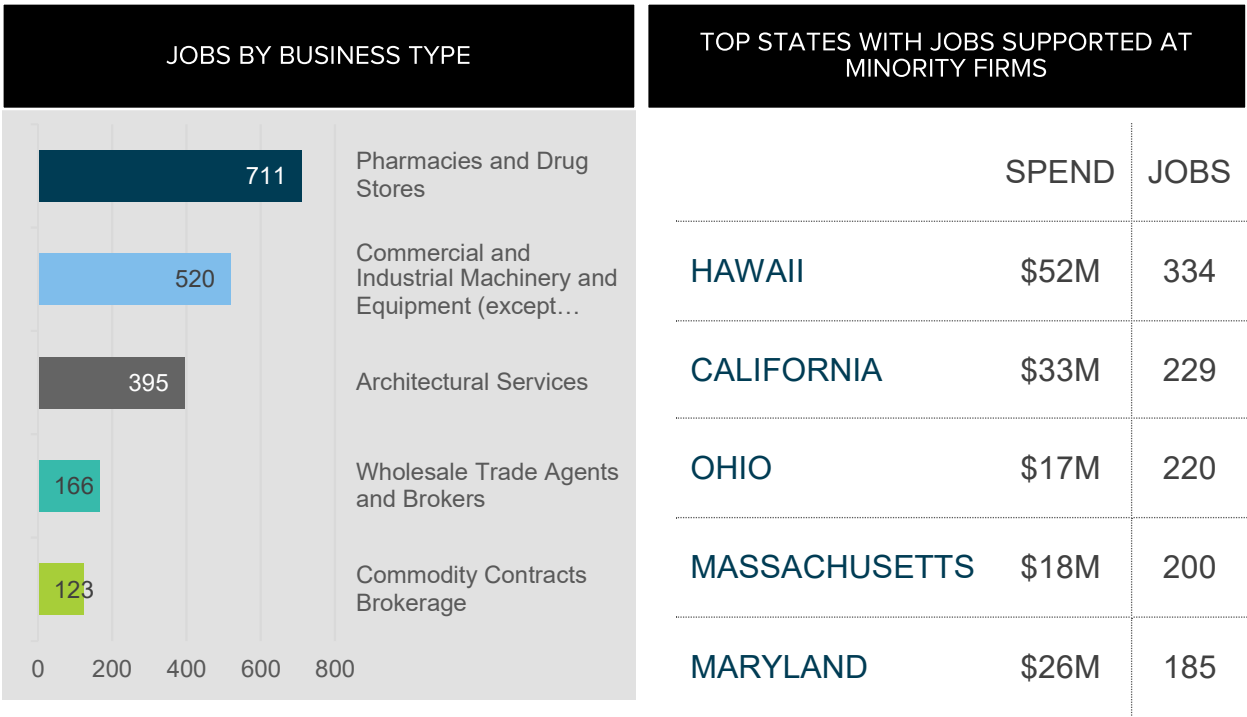 JOBS BY BUSINESS TYPE
711
Pharmacies and Drug
Stores
520
Commercial and
Industrial Machinery and
Equipment (except…
395
Architectural Services
166
Wholesale Trade Agents
and Brokers
123
Commodity Contracts
Brokerage
0 200 400 600 800
TOP STATES WITH JOBS SUPPORTED AT
MINORITY FIRMS
SPEND JOBS
HAWAII $52M 334
CALIFORNIA $33M 229
OHIO $17M 220
MASSACHUSETTS $18M 200
MARYLAND $26M 185